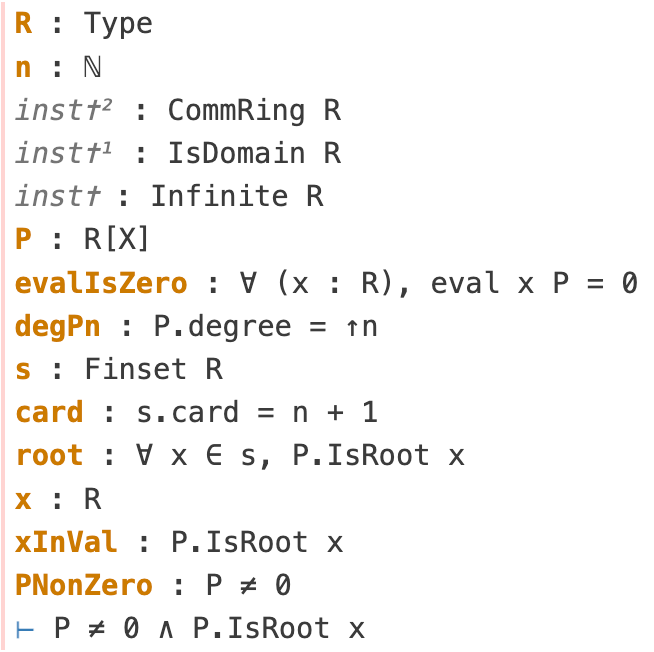 R : Type
n : ℕ
inst✝² : CommRing R
inst✝¹ : IsDomain R
inst✝ : Infinite R
P : R[X]
evalIsZero : ∀ (x : R), eval x P = 0
degPn : P.degree = ↑n
s : Finset R
card : s.card = n + 1
root : ∀ x ∈ s, P.IsRoot x
x : R
xInVal : P.IsRoot x
PNonZero : P ≠ 0
⊢ P ≠ 0 ∧ P.IsRoot x